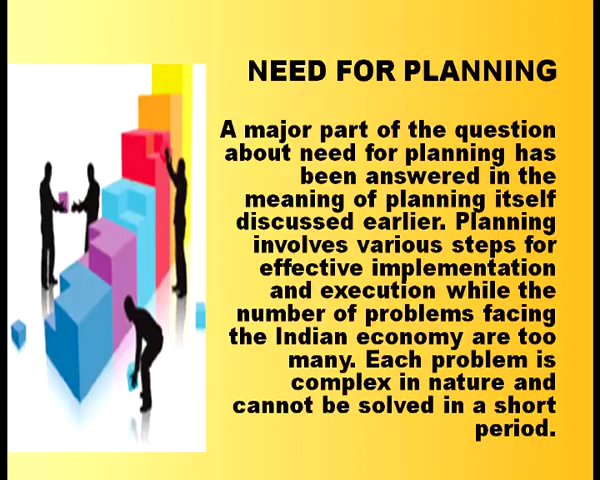 NEED FOR PLANNING
A major part of the question
about need for planning has
been answered in the
meaning of planning itself
discussed earlier. Planning
involves various steps for
effective implementation
and execution while the
number of problems facing
the Indian economy are too
many. Each problem is
complex in nature and
cannot be solved in a short
period.